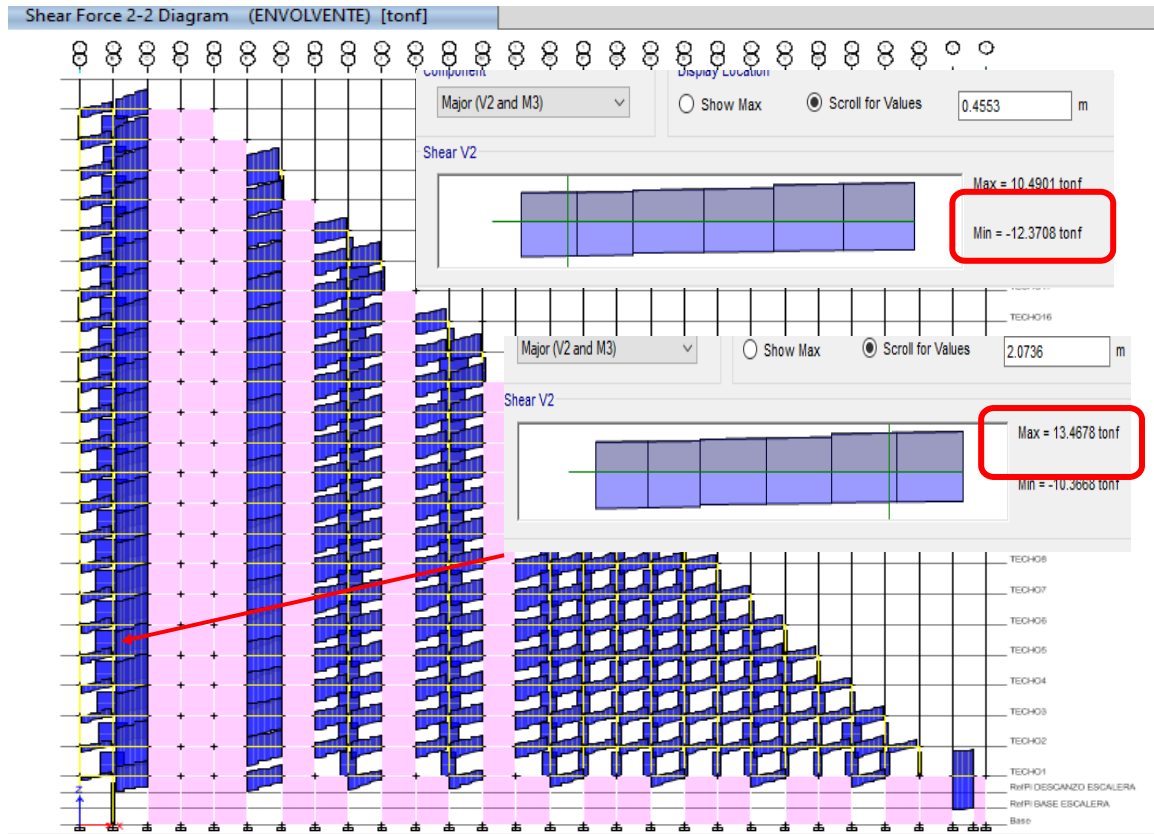 Shear Force 2-2 Diagram (ENVOLVENTE) [tonf]
Component
Display Location
Major (V2 and M3)
Show Max
Scroll for Values
0.4553
m
Shear V2
Max = 10.4901 tonf
Min = -12.3708 tonf
TECHO16
Major (V2 and M3)
Show Max
Scroll for Values
2.0736
m
Shear V2
Max = 13.4678 tonf
Min = -10.3668 tonf
TECHO8
TECHO7
TECHO6
TECHO5
TECHO4
TECHO3
TECHO2
TECHO1
RefPl DESCANZO ESCALERA
RefPl BASE ESCALERA
Base
Z
X